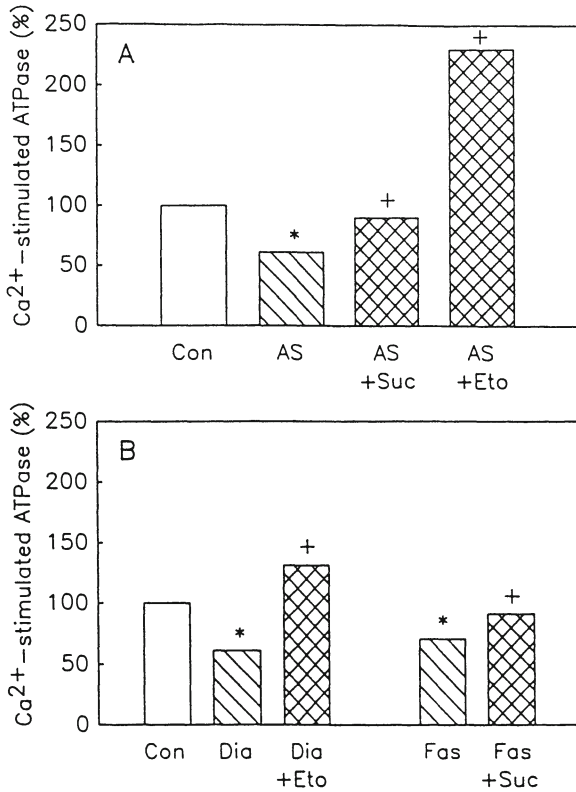 Ca2+−stimulated ATPase (%)
250
200
150
100
50
0
A
*
+
+
Con AS AS AS
+Suc +Eto
Ca2+−stimulated ATPase (%)
250
200
150
100
50
0
B
*
+
*
+
Con Dia Dia Fas Fas
+Eto +Suc